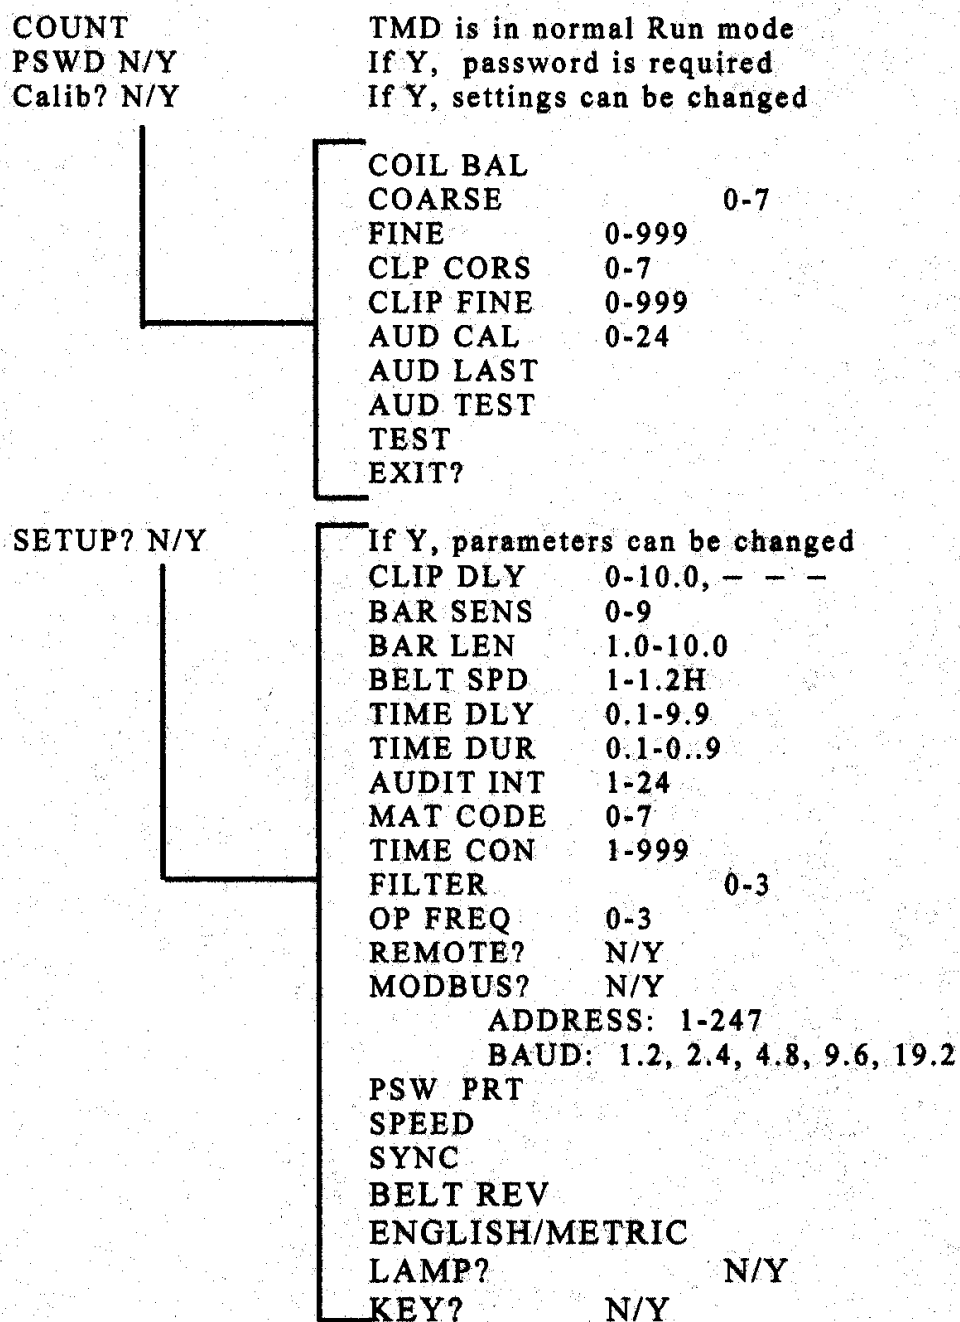 COUNT TMD is in normal Run mode
PSWD N/Y If Y, password is required
Calib? N/Y If Y, settings can be changed
COIL BAL
COARSE 0-7
FINE 0-999
CLP CORS 0-7
CLIP FINE 0-999
AUD CAL 0-24
AUD LAST
AUD TEST
TEST
EXIT?
SETUP? N/Y If Y, parameters can be changed
CLIP DLY 0-10.0, – – –
BAR SENS 0-9
BAR LEN 1.0-10.0
BELT SPD 1-1.2H
TIME DLY 0.1-9.9
TIME DUR 0.1-0..9
AUDIT INT 1-24
MAT CODE 0-7
TIME CON 1-999
FILTER 0-3
OP FREQ 0-3
REMOTE? N/Y
MODBUS? N/Y
ADDRESS: 1-247
BAUD: 1.2, 2.4, 4.8, 9.6, 19.2
PSW PRT
SPEED
SYNC
BELT REV
ENGLISH/METRIC
LAMP? N/Y
KEY? N/Y